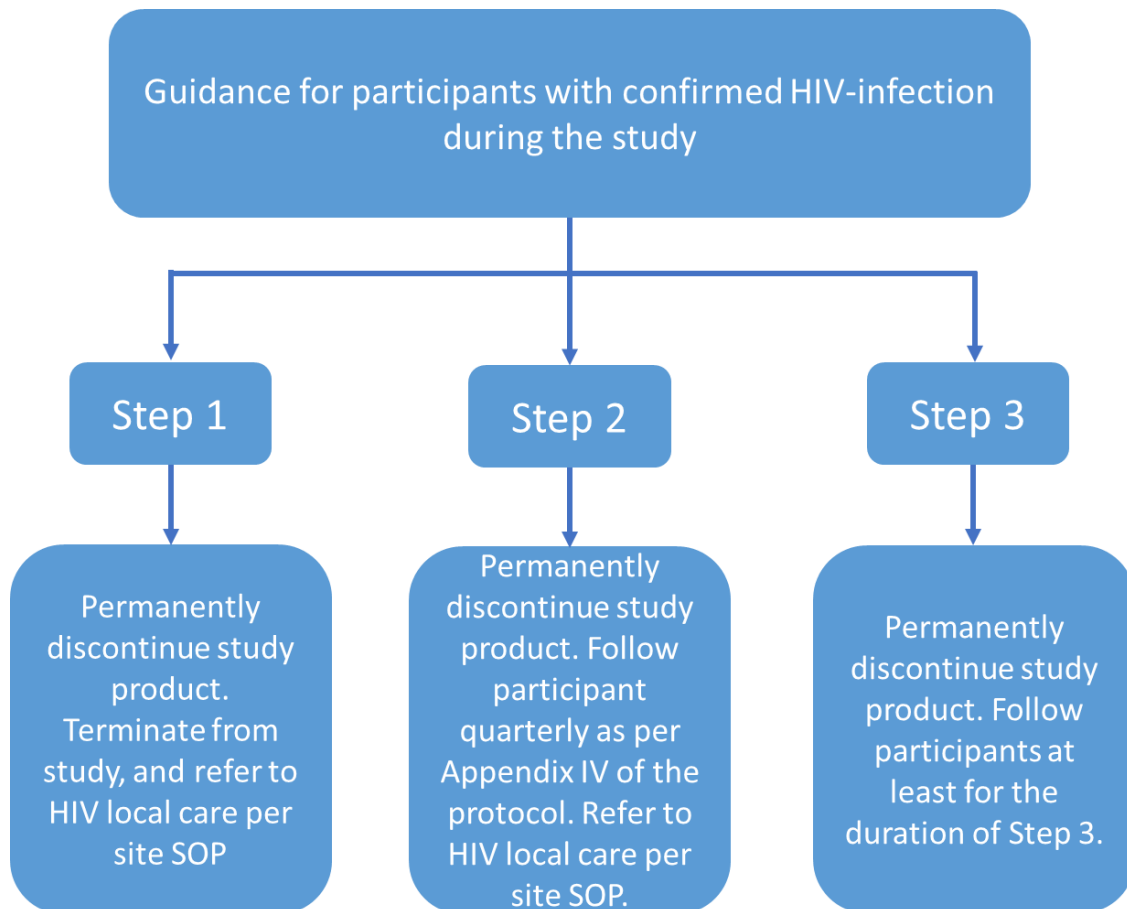 Guidance for participants with confirmed HIV-infection
during the study
Step 1
Step 2
Step 3
Permanently
discontinue study
product.
Terminate from
study, and refer to
HIV local care per
site SOP
Permanently
discontinue study
product. Follow
participant
quarterly as per
Appendix IV of the
protocol. Refer to
HIV local care per
site SOP.
Permanently
discontinue study
product. Follow
participants at
least for the
duration of Step 3.